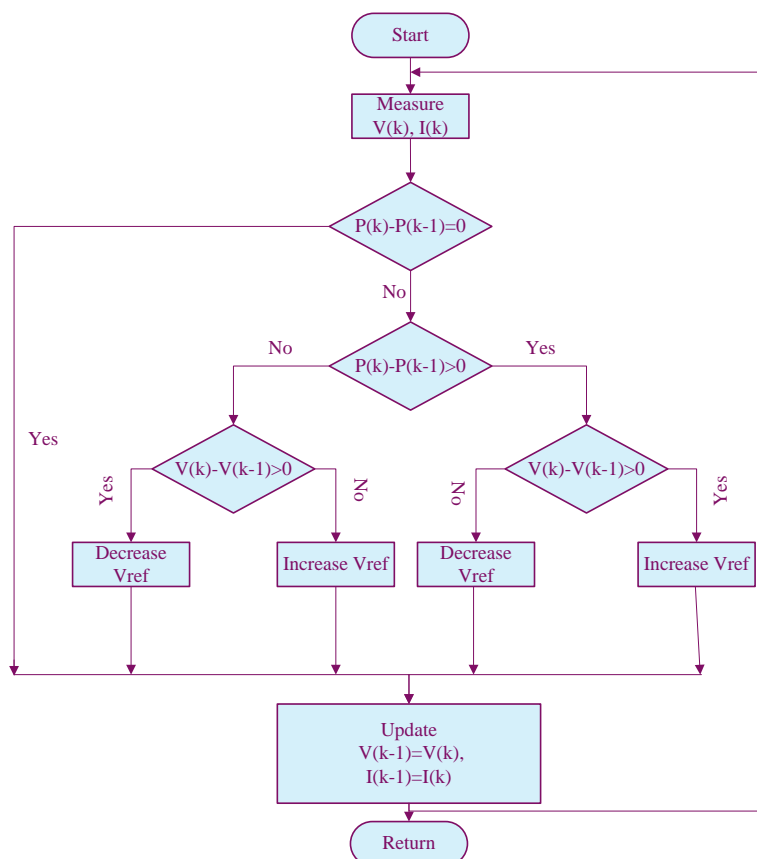 Start
Measure
V(k), I(k)
P(k)-P(k-1)=0
No
P(k)-P(k-1)>0
No
Yes
Yes
V(k)-V(k-1)>0
V(k)-V(k-1)>0
Yes
No
No
Yes
Decrease
Vref
Increase Vref
Decrease
Vref
Increase Vref
Update
V(k-1)=V(k),
I(k-1)=I(k)
Return